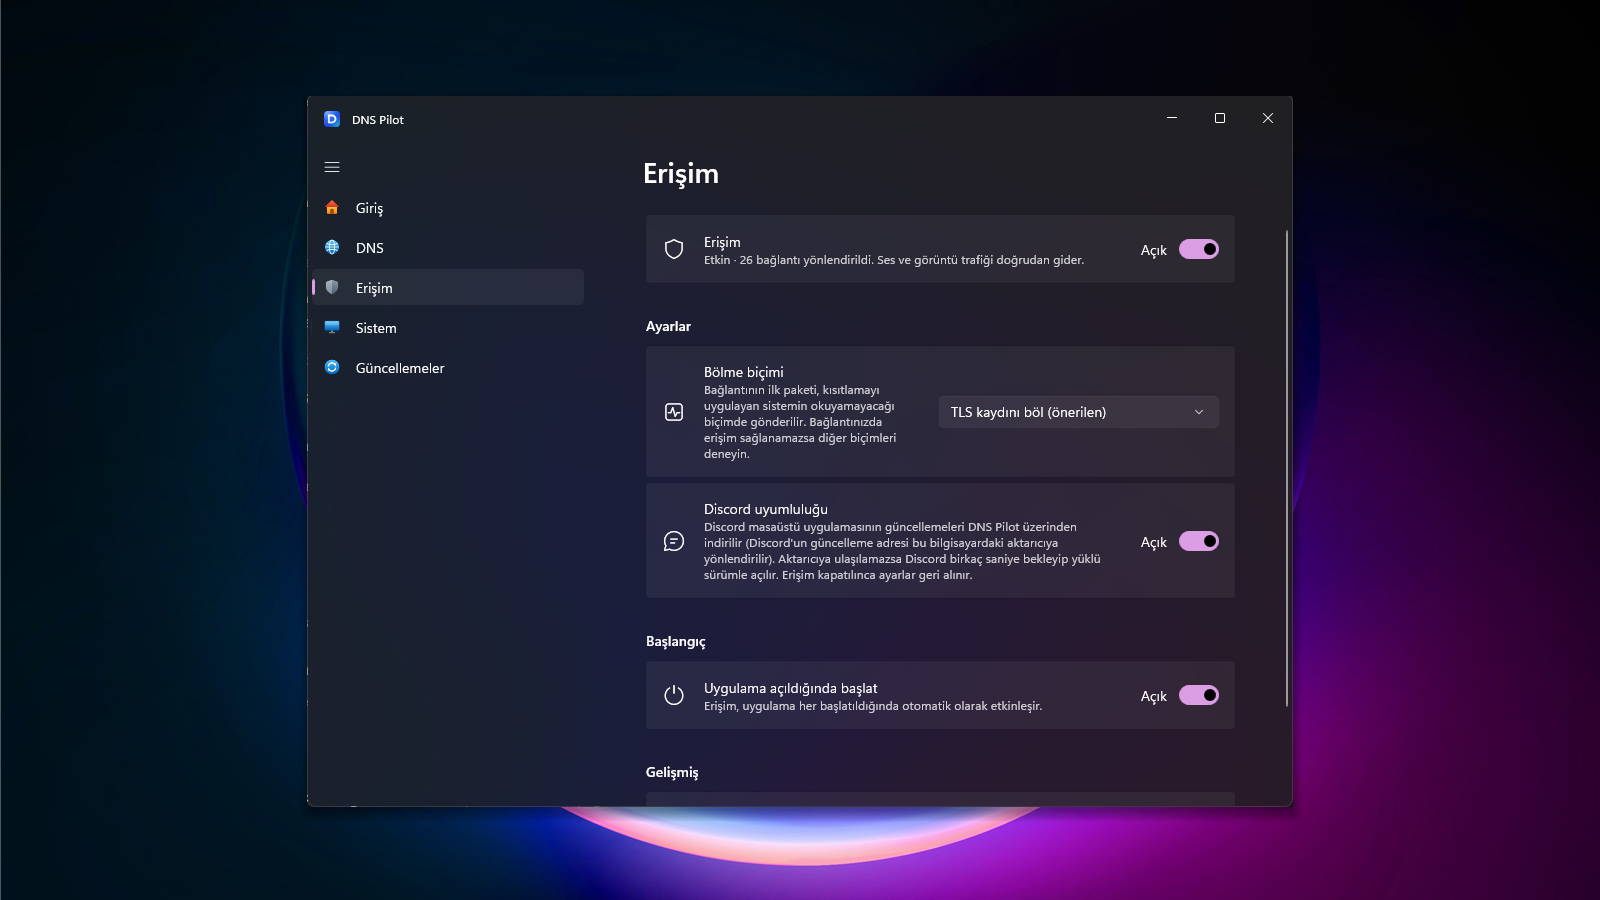 DNS Pilot
Giriş
DNS
Erişim
Sistem
Güncellemeler
Erişim
Erişim
Etkin · 26 bağlantı yönlendirildi. Ses ve görüntü trafiği doğrudan gider.
Açık
Ayarlar
Bölme biçimi
Bağlantının ilk paketi, kısıtlamayı
uygulayan sistemin okuyamayacağı
biçimde gönderilir. Bağlantınızda
erişim sağlanamazsa diğer biçimleri
deneyin.
TLS kaydını böl (önerilen)
Discord uyumluluğu
Discord masaüstü uygulamasının güncellemeleri DNS Pilot üzerinden
indirilir (Discord'un güncelleme adresi bu bilgisayardaki aktarıcıya
yönlendirilir). Aktarıcıya ulaşılamazsa Discord birkaç saniye bekleyip yüklü
sürümle açılır. Erişim kapatılınca ayarlar geri alınır.
Açık
Başlangıç
Uygulama açıldığında başlat
Erişim, uygulama her başlatıldığında otomatik olarak etkinleşir.
Açık
Gelişmiş